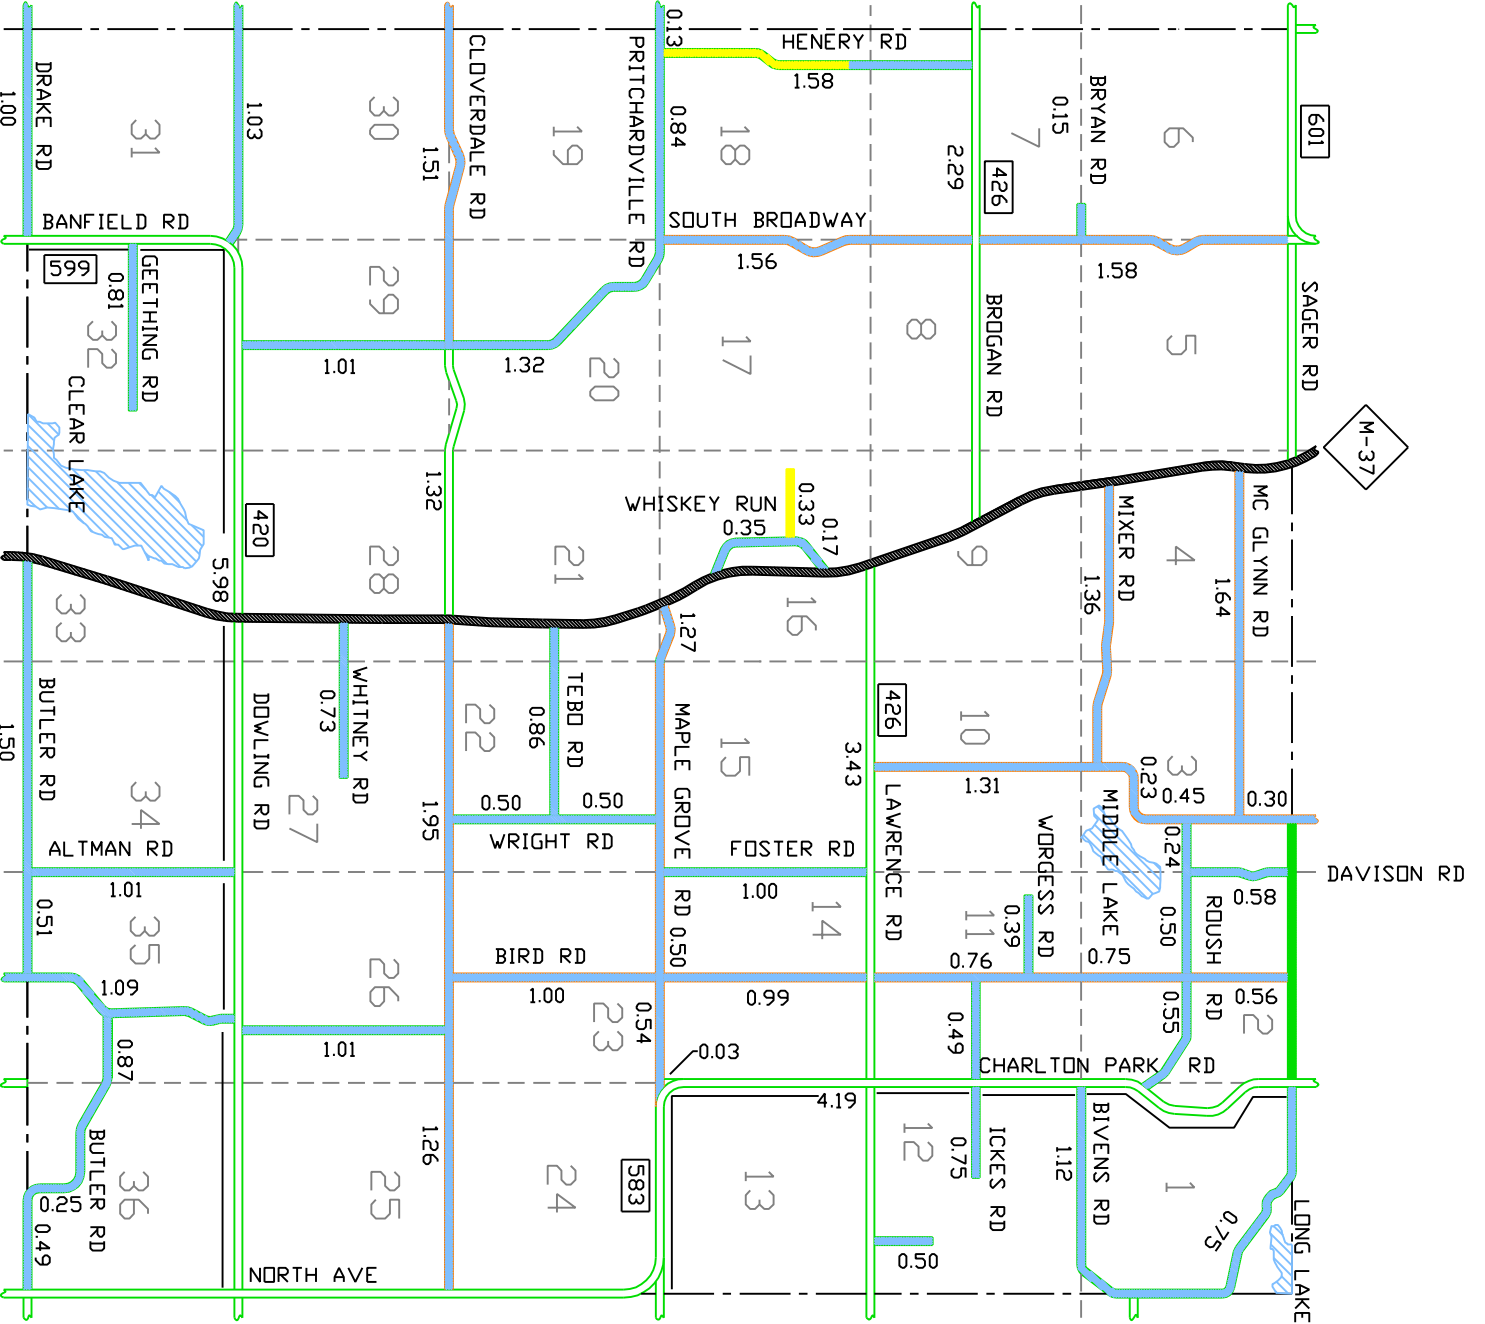 HENERY RD
1.58
0.13
CLOVERDALE RD
PRITCHARDVILLE RD
0.84
DRAKE RD
1.00
31
1.03
30
1.51
19
18
2.29
426
7
0.15
BRYAN RD
6
601
BANFIELD RD
599
0.81
GEETHING RD
32
SOUTH BROADWAY
1.56
1.58
29
1.01
1.32
20
17
8
BROGAN RD
5
SAGER RD
M-37
CLEAR LAKE
420
5.98
1.32
28
21
WHISKEY RUN
0.33
0.35
0.17
16
9
MIXER RD
1.36
4
1.64
MC GLYNN RD
33
1.27
BUTLER RD
1.50
DOWLING RD
WHITNEY RD
0.73
22
TEBO RD
0.86
MAPLE GROVE RD
15
426
3.43
10
1.31
0.23
3
0.45
0.30
34
27
1.95
0.50
0.50
WRIGHT RD
ALTMAN RD
1.01
FOSTER RD
1.00
LAWRENCE RD
WORGESS RD
MIDDLE LAKE
0.24
DAVISON RD
0.58
0.51
35
26
BIRD RD
1.00
0.50
14
0.99
11
0.39
0.76
0.75
0.50
ROUSH RD
0.56
2
0.55
1.09
1.01
23
0.54
0.03
0.49
CHARLTON PARK RD
0.87
4.19
BUTLER RD
36
0.25
0.49
1.26
25
24
583
13
12
0.75
ICKES RD
0.50
1.12
BIVENS RD
1
0.75
LONG LAKE
NORTH AVE